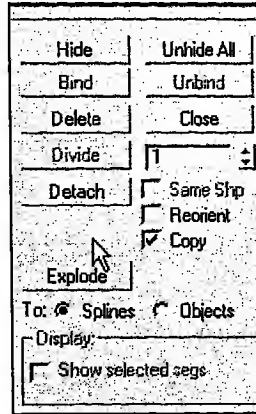 Hide Unhide All
Bind Unbind
Delete Close
Divide 1
Detach Same Shp
Reorient
Copy
Explode
To: Splines Objects
Display:
Show selected segs